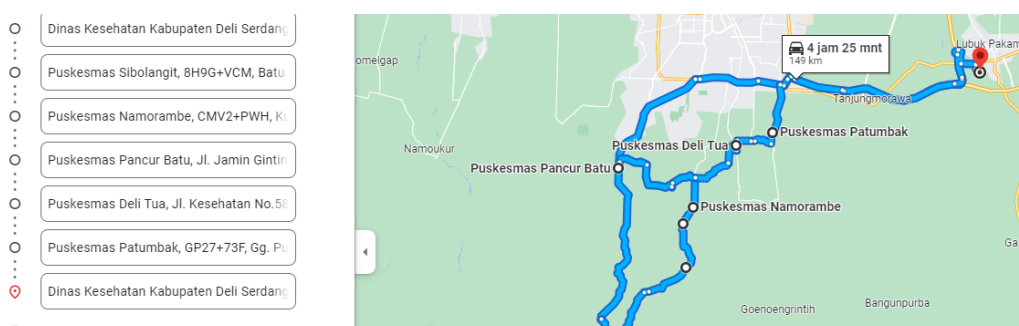 Dinas Kesehatan Kabupaten Deli Serdang
Puskesmas Sibolangit, 8H9G+VCM, Batu
Puskesmas Namorambe, CMV2+PWH, Ku
Puskesmas Pancur Batu, Jl. Jamin Gintin
Puskesmas Deli Tua, Jl. Kesehatan No.58
Puskesmas Patumbak, GP27+73F, Gg. Pu
Dinas Kesehatan Kabupaten Deli Serdang
omelgap
4 jam 25 mnt
149 km
Lubuk Pakam
Tanjungmorawa
Puskesmas Patumbak
Puskesmas Deli Tua
Namoukur
Puskesmas Pancur Batu
Puskesmas Namorambe
Ga
Goenoengrintih
Bangunpurba